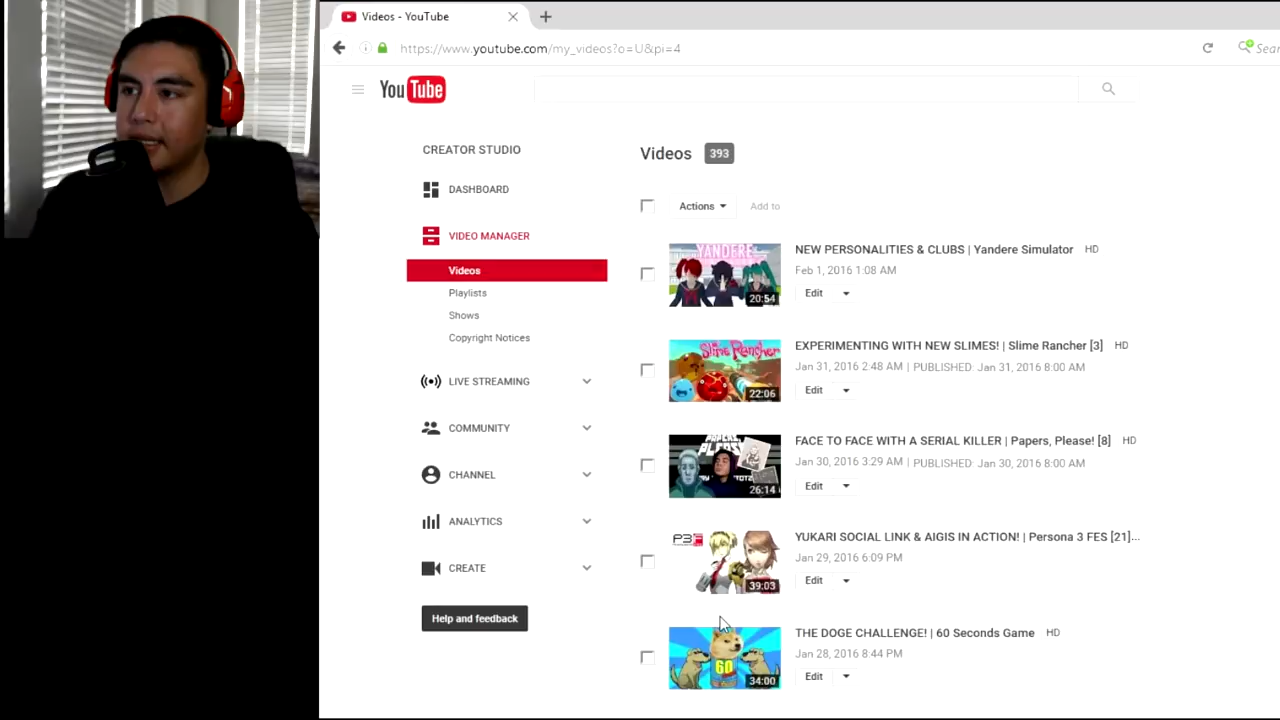 Videos - YouTube
https://www.youtube.com/my_videos?o=U&pi=4
Sear
YouTube
CREATOR STUDIO
DASHBOARD
VIDEO MANAGER
Videos
Playlists
Shows
Copyright Notices
LIVE STREAMING
COMMUNITY
CHANNEL
ANALYTICS
CREATE
Help and feedback
Videos 393
Actions Add to
YANDERE
20:54
NEW PERSONALITIES & CLUBS | Yandere Simulator HD
Feb 1, 2016 1:08 AM
Edit
Slime Rancher
22:06
EXPERIMENTING WITH NEW SLIMES! | Slime Rancher [3] HD
Jan 31, 2016 2:48 AM | PUBLISHED: Jan 31, 2016 8:00 AM
Edit
26:14
FACE TO FACE WITH A SERIAL KILLER | Papers, Please! [8] HD
Jan 30, 2016 3:29 AM | PUBLISHED: Jan 30, 2016 8:00 AM
Edit
39:03
YUKARI SOCIAL LINK & AIGIS IN ACTION! | Persona 3 FES [21]...
Jan 29, 2016 6:09 PM
Edit
60
34:00
THE DOGE CHALLENGE! | 60 Seconds Game HD
Jan 28, 2016 8:44 PM
Edit